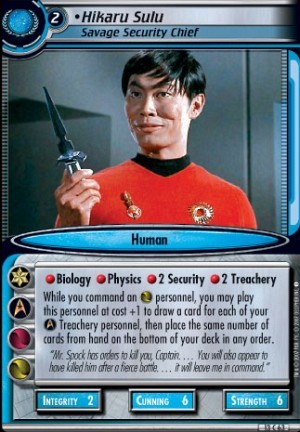 2
•Hikaru Sulu
Savage Security Chief
Human
Biology Physics 2 Security 2 Treachery
While you command an personnel, you may play
this personnel at cost +1 to draw a card for each of your
Treachery personnel, then place the same number of
cards from hand on the bottom of your deck in any order.
"Mr. Spock has orders to kill you, Captain. . . . You will also appear to
have killed him after a fierce battle. . . . it will leave me in command."
INTEGRITY 2 CUNNING 6 STRENGTH 6